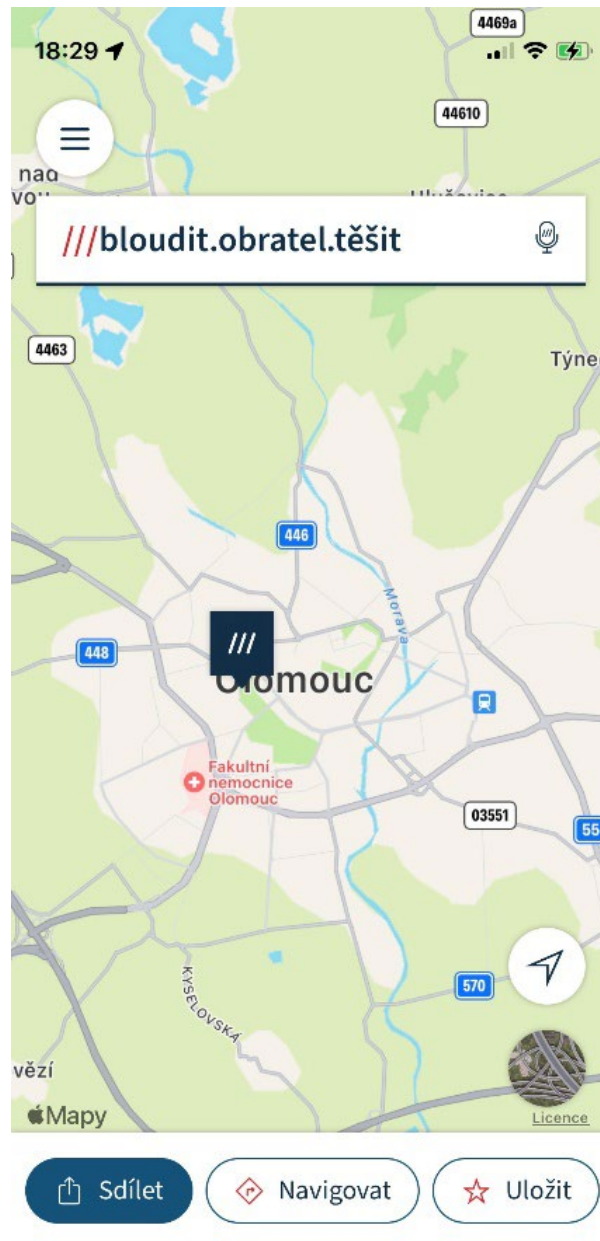 4469a
18:29
44610
nad
///bloudit.obratel.těšit
4463
Týne
446
Morava
448
///
Olomouc
Fakultní
nemocnice
Olomouc
03551
55
570
KYSELOVSKÁ
vězí
Mapy
Licence
Sdílet
Navigovat
Uložit